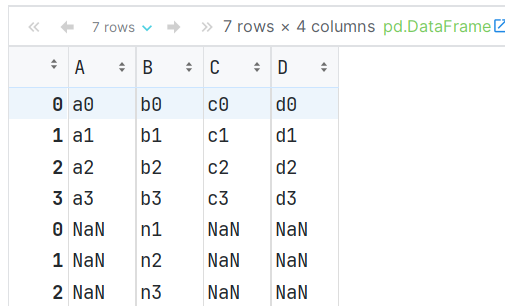 7 rows 7 rows × 4 columns pd.DataFrame
A B C D
0 a0 b0 c0 d0
1 a1 b1 c1 d1
2 a2 b2 c2 d2
3 a3 b3 c3 d3
0 NaN n1 NaN NaN
1 NaN n2 NaN NaN
2 NaN n3 NaN NaN